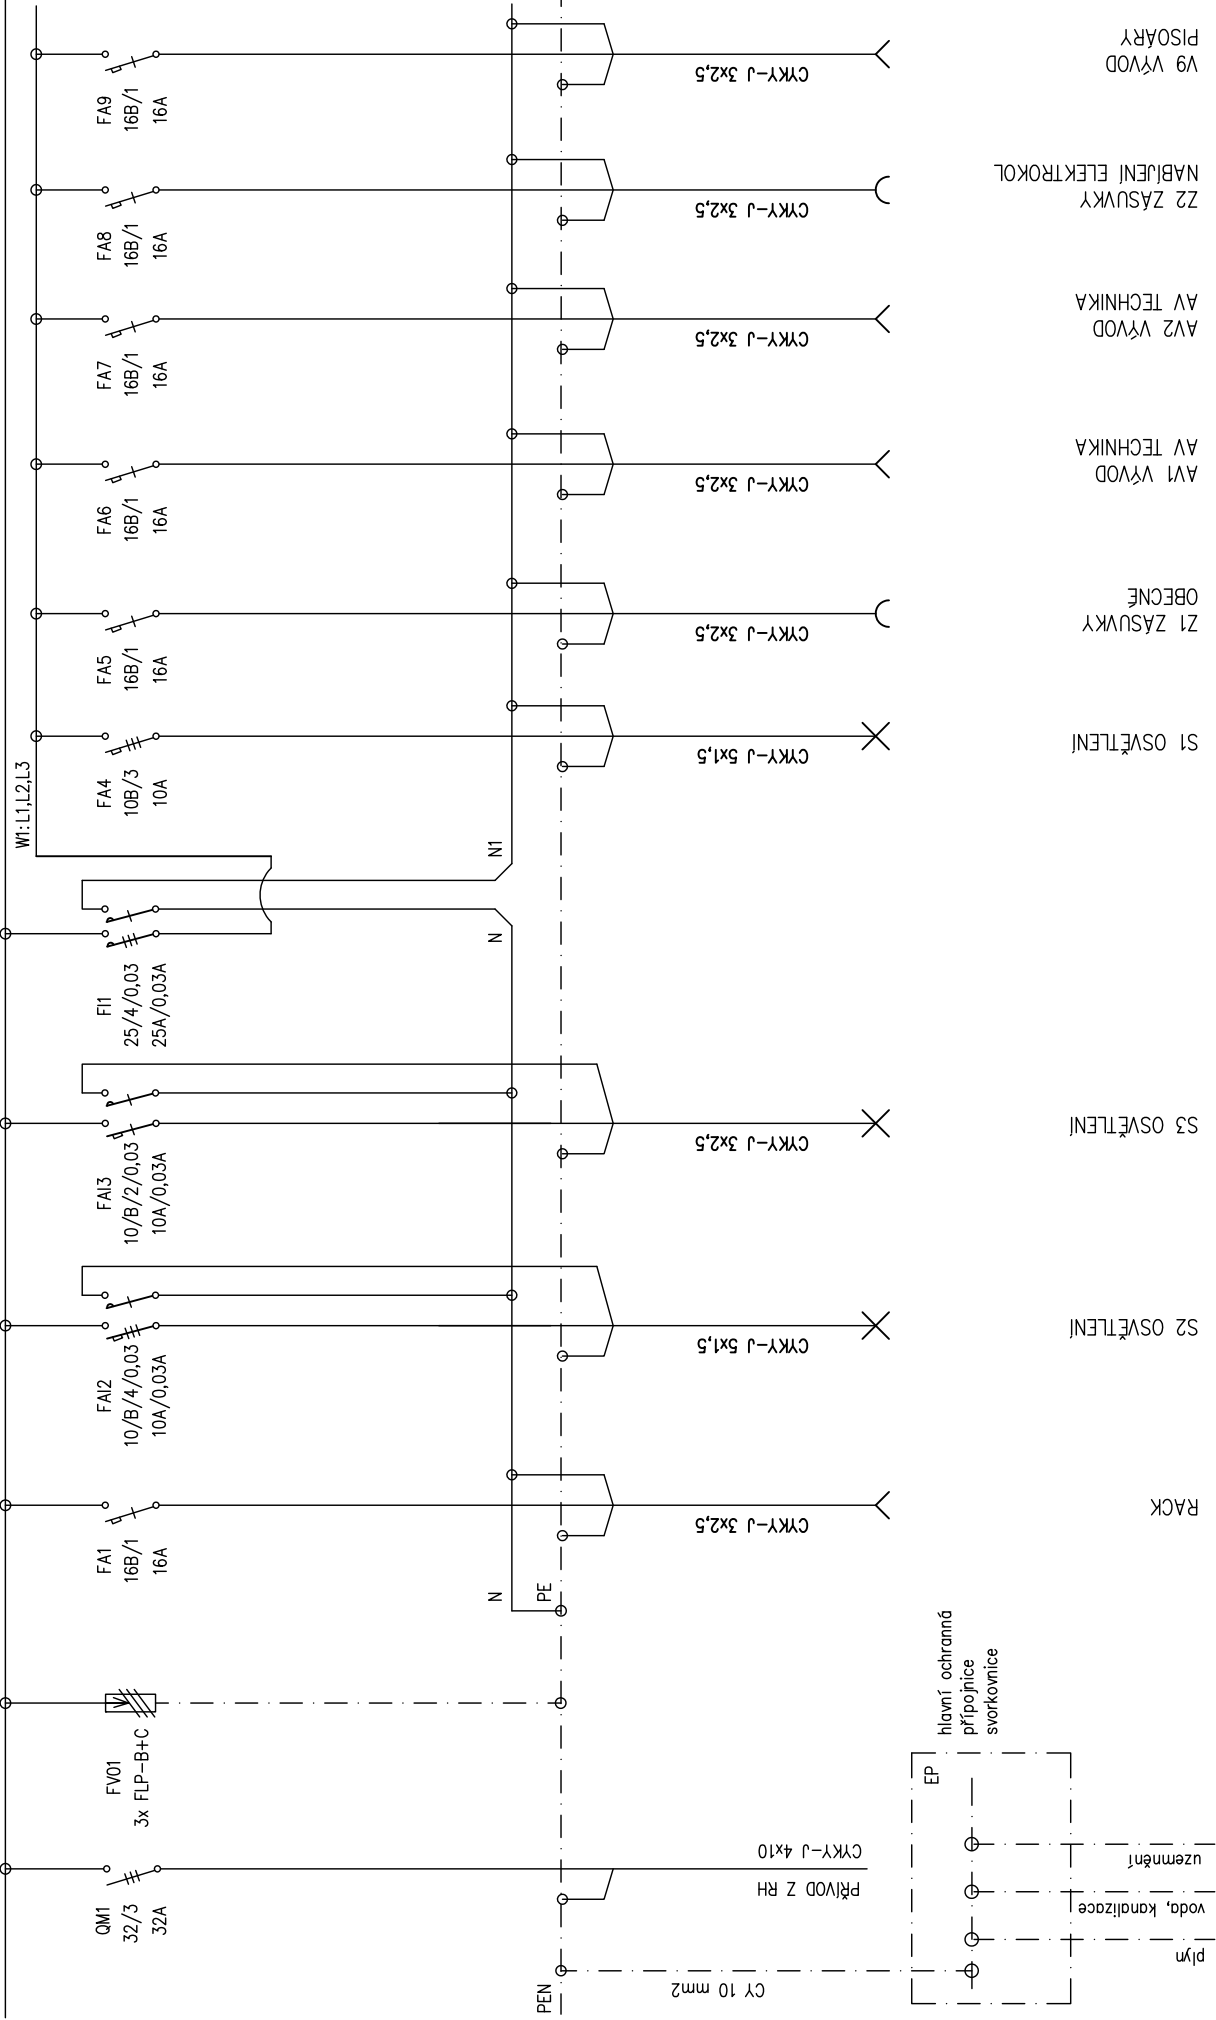 QM1
32/3
32A
FV01
3x FLP-B+C
FA1
16B/1
16A
FAI2
10/B/4/0,03
10A/0,03A
FAI3
10/B/2/0,03
10A/0,03A
FI1
25/4/0,03
25A/0,03A
W1:L1,L2,L3
FA4
10B/3
10A
FA5
16B/1
16A
FA6
16B/1
16A
FA7
16B/1
16A
FA8
16B/1
16A
FA9
16B/1
16A
PEN
N
PE
N
N1
CY 10 mm2
PŘÍVOD Z RH
CYKY-J 4x10
CYKY-J 3x2,5
CYKY-J 5x1,5
CYKY-J 3x2,5
CYKY-J 5x1,5
CYKY-J 3x2,5
CYKY-J 3x2,5
CYKY-J 3x2,5
CYKY-J 3x2,5
CYKY-J 3x2,5
EP
hlavní ochranná
přípojnice
svorkovnice
plyn
voda, kanalizace
uzemnění
RACK
S2 OSVĚTLENÍ
S3 OSVĚTLENÍ
S1 OSVĚTLENÍ
Z1 ZÁSUVKY
OBECNÉ
AV1 VÝVOD
AV TECHNIKA
AV2 VÝVOD
AV TECHNIKA
Z2 ZÁSUVKY
NABÍJENÍ ELEKTROKOL
V9 VÝVOD
PISOÁRY